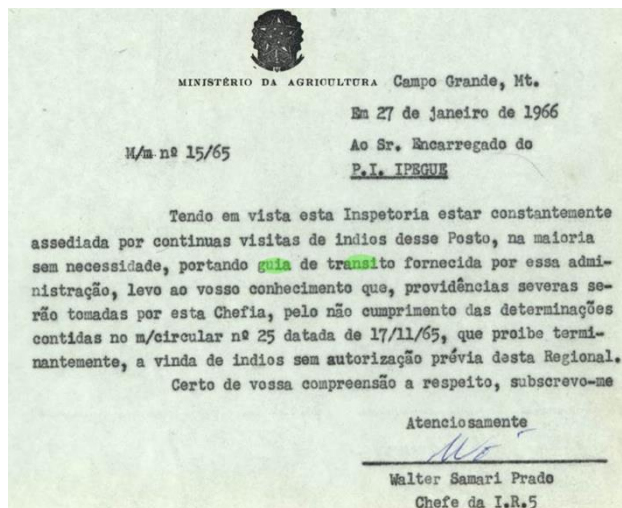 MINISTÉRIO DA AGRICULTURA Campo Grande, Mt.
Em 27 de janeiro de 1966
Ao Sr. Encarregado do
M/m nº 15/65
P.I. IPEGUE
Tendo em vista esta Inspetoria estar constantemente
assediada por continuas visitas de indios desse Posto, na maioria
sem necessidade, portando guia de transito fornecida por essa admi-
nistração, levo ao vosso conhecimento que, providências severas se-
rão tomadas por esta Chefia, pelo não cumprimento das determinações
contidas no m/circular nº 25 datada de 17/11/65, que proibe termi-
nantemente, a vinda de indios sem autorização prévia desta Regional.
Certo de vossa compreensão a respeito, subscrevo-me
Atenciosamente
Walter Samari Prado
Chefe da I.R.5